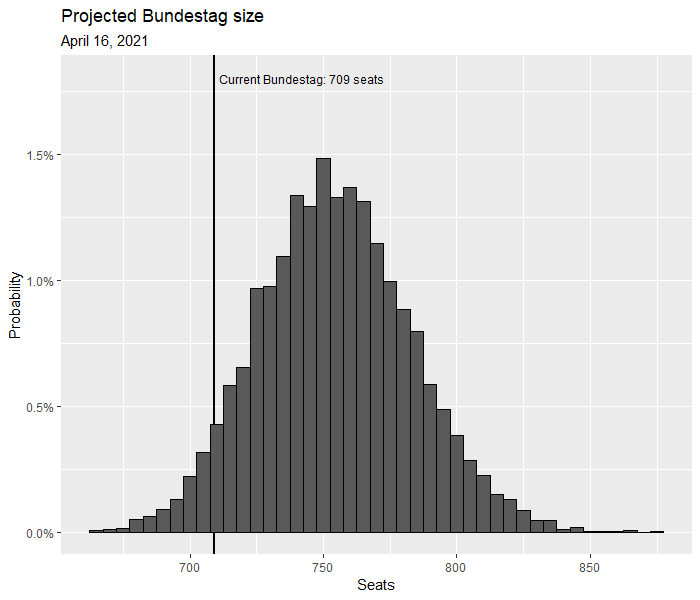 Projected Bundestag size
April 16, 2021
Current Bundestag: 709 seats
1.5%
1.0%
0.5%
0.0%
Probability
700 750 800 850
Seats